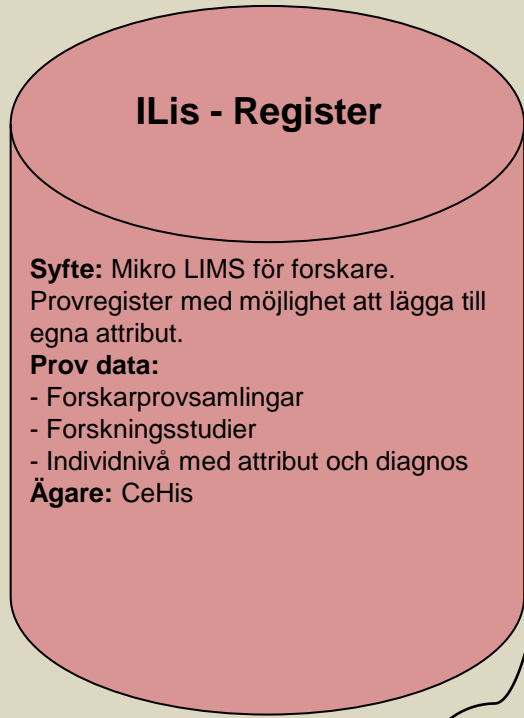 ILis - Register
Syfte: Mikro LIMS för forskare.
Provregister med möjlighet att lägga till
egna attribut.
Prov data:
- Forskarprovsamlingar
- Forskningsstudier
- Individnivå med attribut och diagnos
Ägare: CeHis